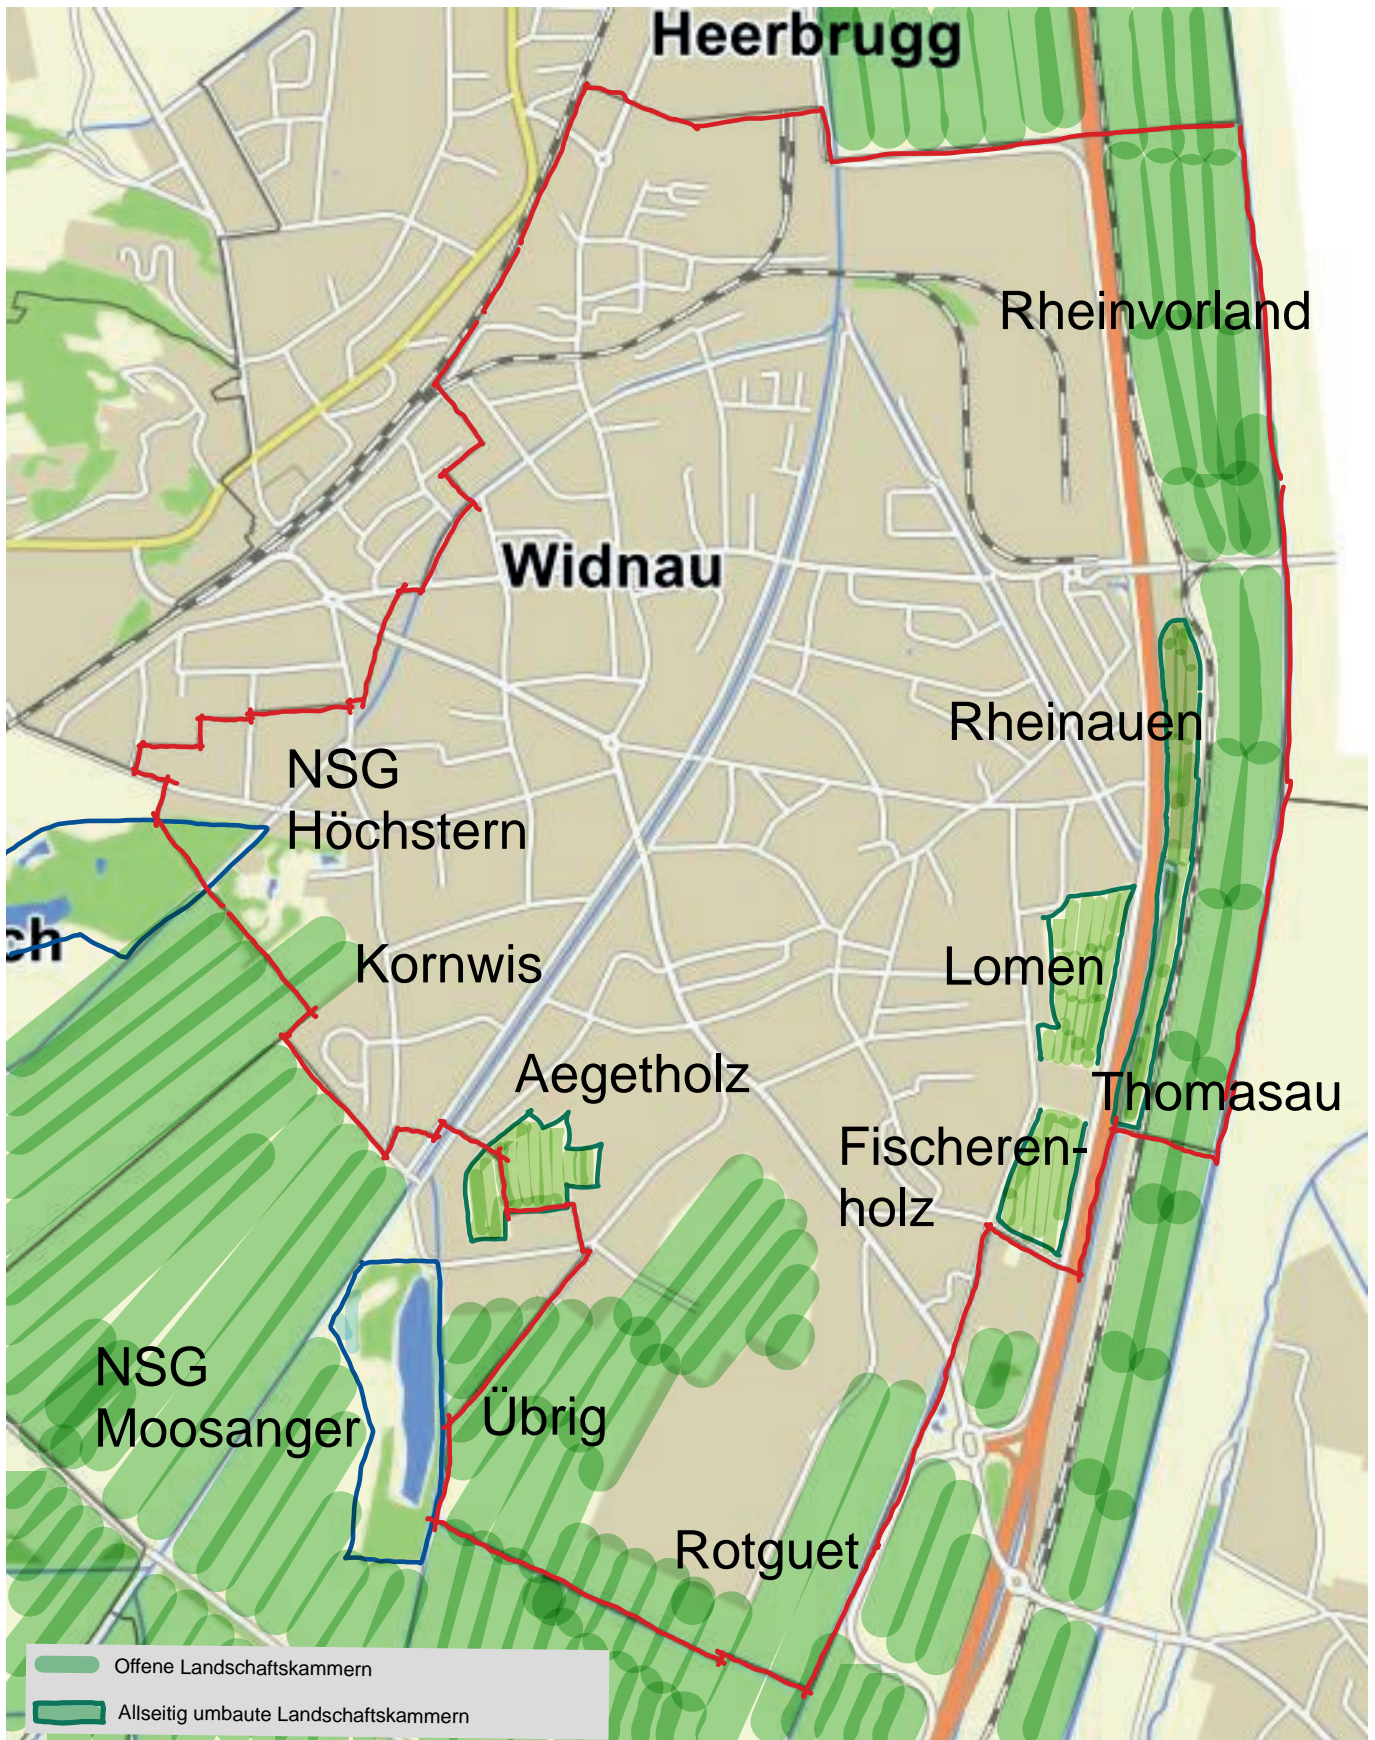 Heerbrugg
Rheinvorland
Widnau
Rheinauen
NSG
Höchstern
ch
Kornwis
Lomen
Aegetholz
Thomasau
Fischeren-
holz
NSG
Moosanger
Übrig
Rotguet
Offene Landschaftskammern
Allseitig umbaute Landschaftskammern